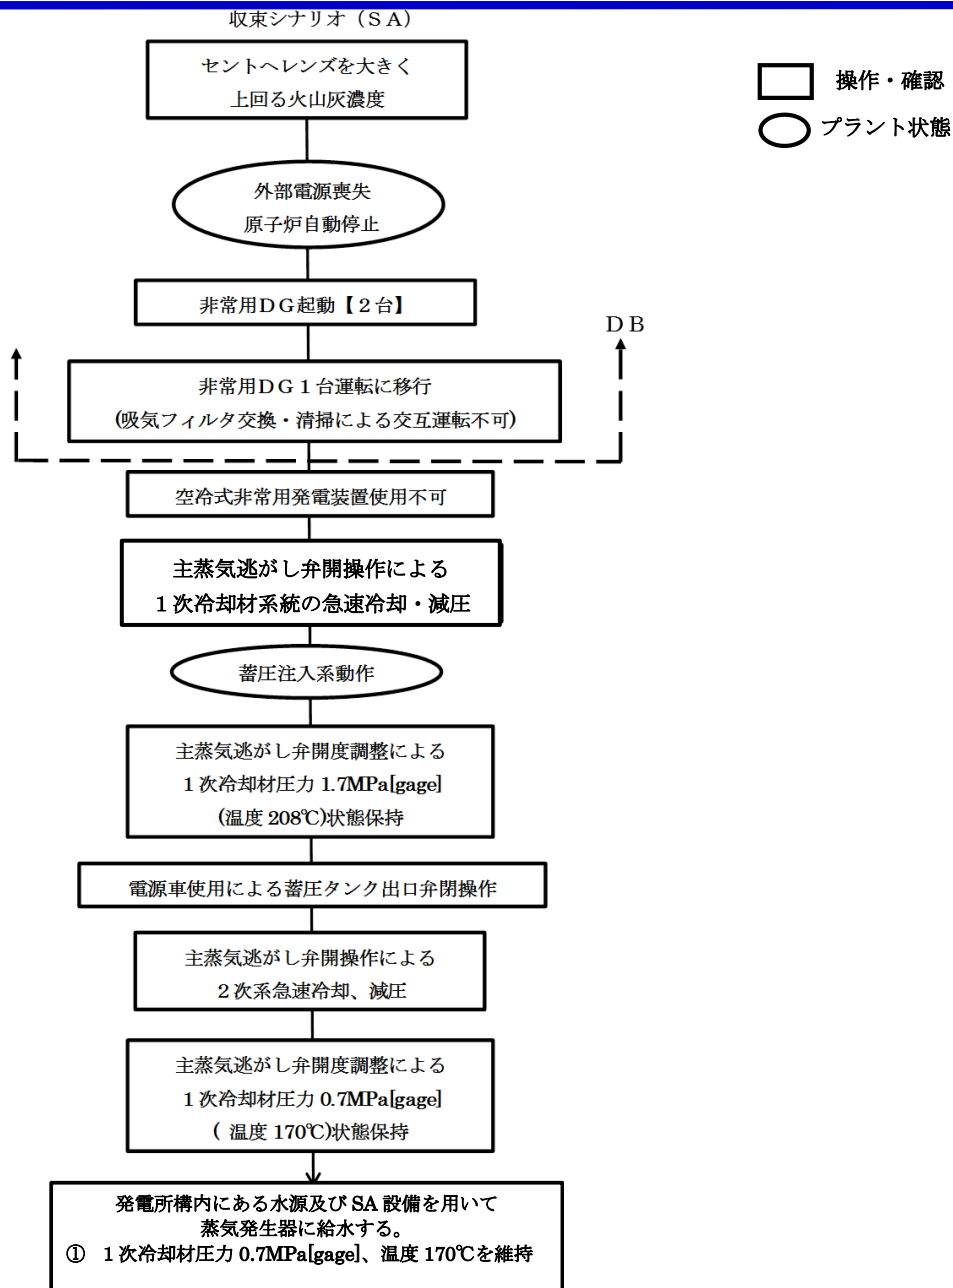 収束シナリオ（ＳＡ）
セントヘレンズを大きく
上回る火山灰濃度
操作・確認
プラント状態
外部電源喪失
原子炉自動停止
非常用ＤＧ起動【２台】
ＤＢ
非常用ＤＧ１台運転に移行
(吸気フィルタ交換・清掃による交互運転不可)
空冷式非常用発電装置使用不可
主蒸気逃がし弁開操作による
１次冷却材系統の急速冷却・減圧
蓄圧注入系動作
主蒸気逃がし弁開度調整による
１次冷却材圧力 1.7MPa[gage]
(温度 208℃)状態保持
電源車使用による蓄圧タンク出口弁閉操作
主蒸気逃がし弁開操作による
２次系急速冷却、減圧
主蒸気逃がし弁開度調整による
１次冷却材圧力 0.7MPa[gage]
( 温度 170℃)状態保持
発電所構内にある水源及び SA 設備を用いて
蒸気発生器に給水する。
① １次冷却材圧力 0.7MPa[gage]、温度 170℃を維持